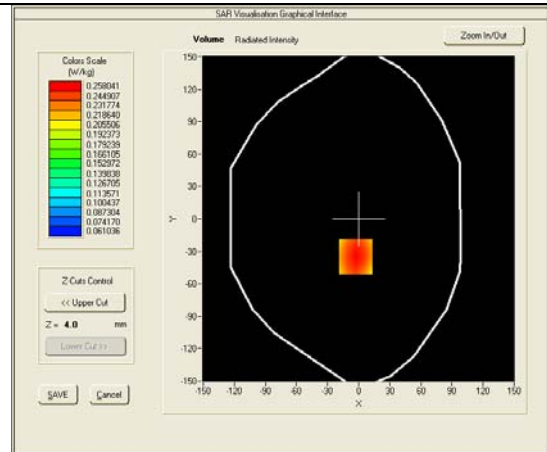 SAR Visualisation Graphical Interface
Volume Radiated Intensity
Zoom In/Out
Colors Scale
(W/kg)
0.258041
0.244907
0.231774
0.218640
0.205506
0.192373
0.179239
0.166105
0.152972
0.139838
0.126705
0.113571
0.100437
0.087304
0.074170
0.061036
Z Cuts Control
<< Upper Cut
Z = 4.0 mm
Lower Cut >>
SAVE Cancel
150
120
90
60
30
0
-30
-60
-90
-120
-150
Y
-150 -120 -90 -60 -30 0 30 60 90 120 150
X